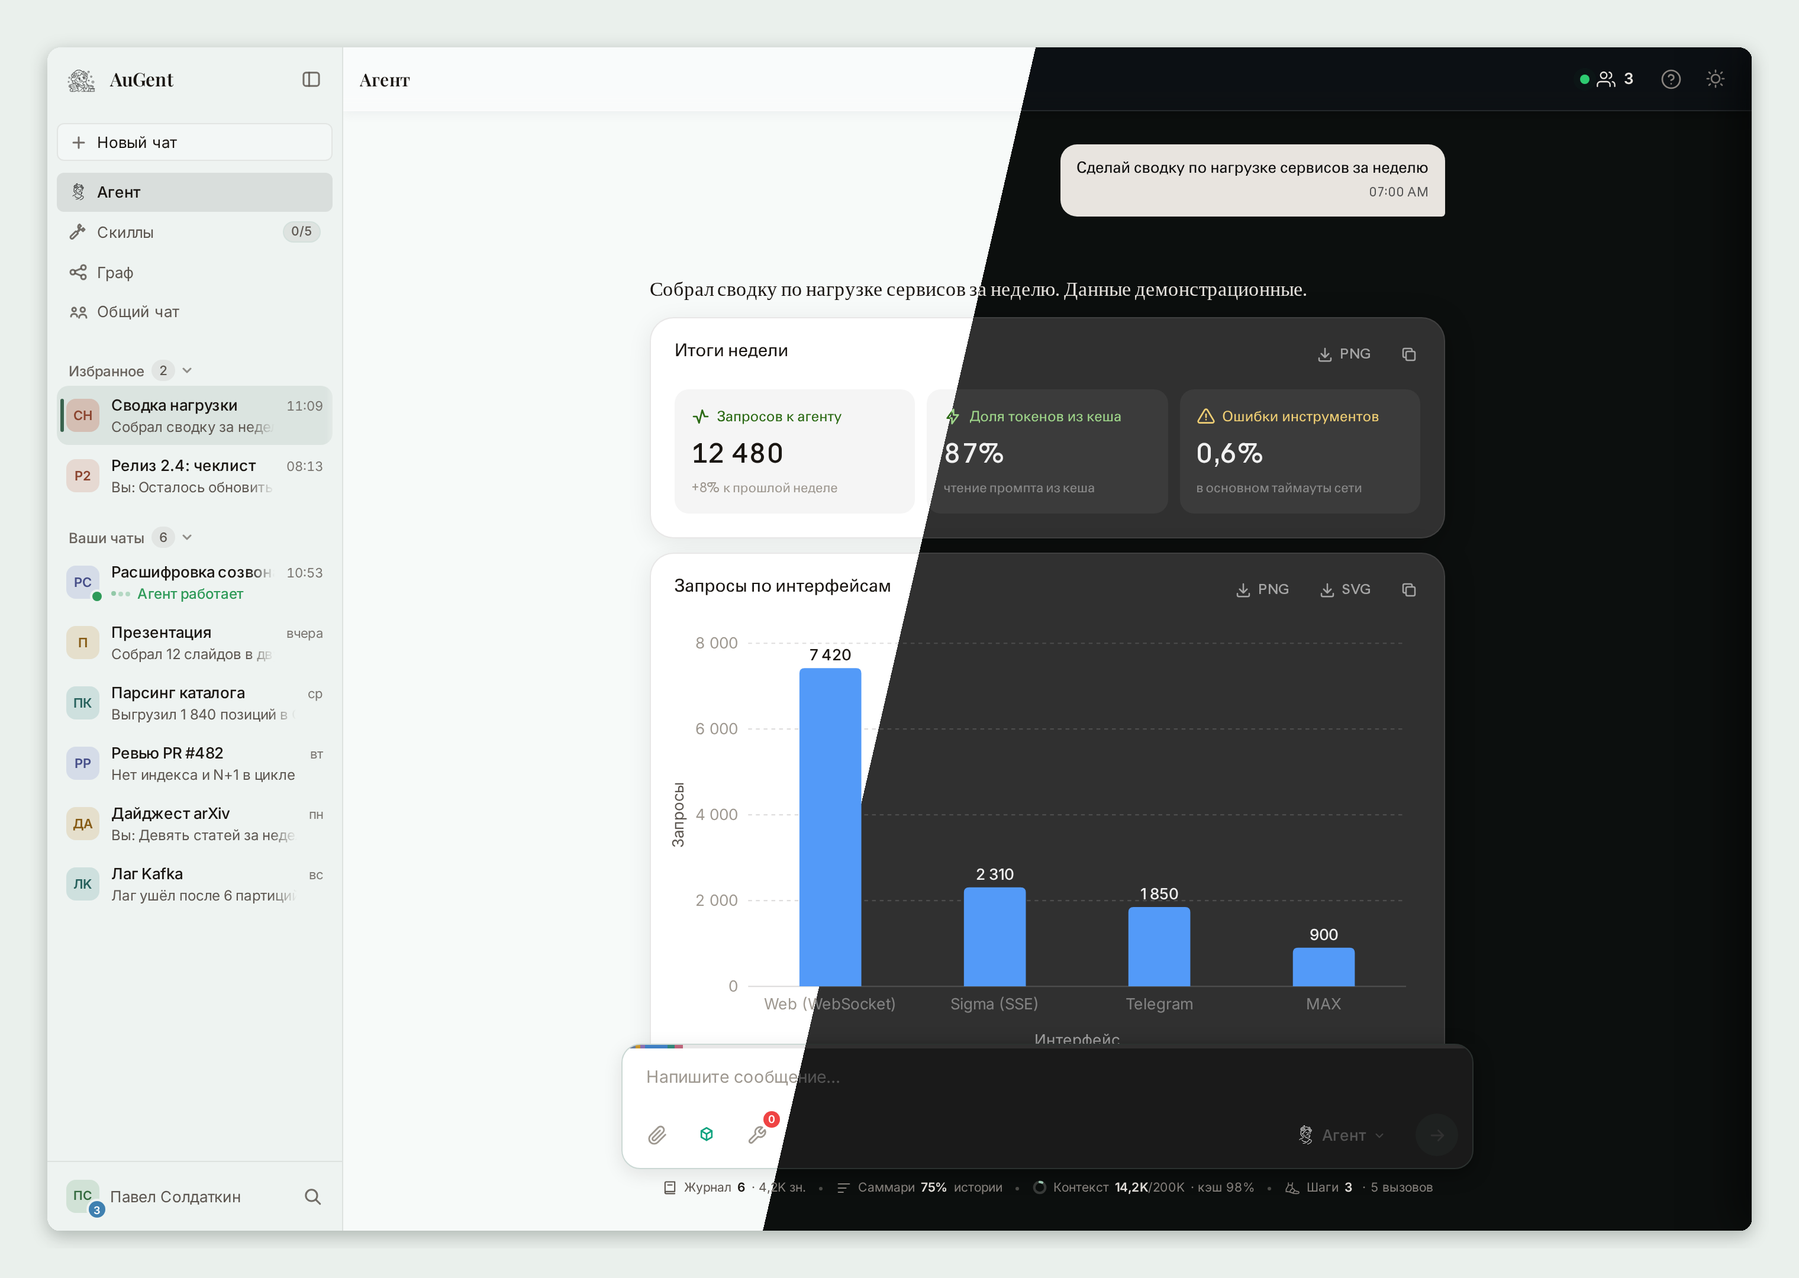 AuGent
Новый чат
Агент
Скиллы 0/5
Граф
Общий чат
Избранное 2
СН Сводка нагрузки 11:09
Собрал сводку за неде
Р2 Релиз 2.4: чеклист 08:13
Вы: Осталось обновить
Ваши чаты 6
РС Расшифровка созвон 10:53
Агент работает
П Презентация вчера
Собрал 12 слайдов в дв
ПК Парсинг каталога ср
Выгрузил 1 840 позиций в
РР Ревью PR #482 вт
Нет индекса и N+1 в цикле
ДА Дайджест arXiv пн
Вы: Девять статей за неде
ЛК Лаг Kafka вс
Лаг ушёл после 6 партици
ПС 3 Павел Солдаткин
Агент
3
Сделай сводку по нагрузке сервисов за неделю
07:00 AM
Собрал сводку по нагрузке сервисов за неделю. Данные демонстрационные.
Итоги недели
PNG
Запросов к агенту
12 480
+8% к прошлой неделе
Доля токенов из кеша
87%
чтение промпта из кеша
Ошибки инструментов
0,6%
в основном таймауты сети
Запросы по интерфейсам
PNG SVG
8 000
6 000
4 000
2 000
0
Запросы
7 420
2 310
1 850
900
Web (WebSocket) Sigma (SSE) Telegram MAX
Интерфейс
Напишите сообщение...
0
Агент
Журнал 6 · 4,2K зн. • Саммари 75% истории • Контекст 14,2K/200K · кэш 98% • Шаги 3 · 5 вызовов